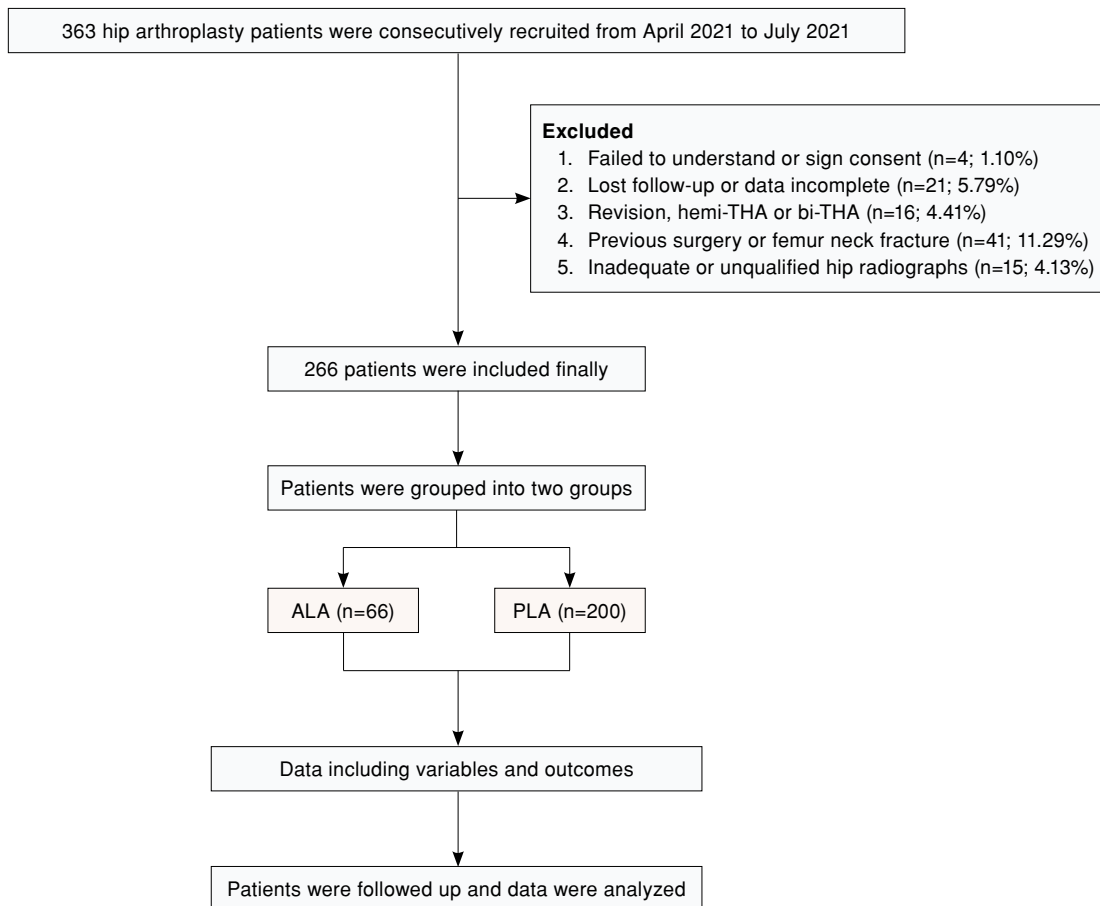 363 hip arthroplasty patients were consecutively recruited from April 2021 to July 2021
Excluded
1. Failed to understand or sign consent (n=4; 1.10%)
2. Lost follow-up or data incomplete (n=21; 5.79%)
3. Revision, hemi-THA or bi-THA (n=16; 4.41%)
4. Previous surgery or femur neck fracture (n=41; 11.29%)
5. Inadequate or unqualified hip radiographs (n=15; 4.13%)
266 patients were included finally
Patients were grouped into two groups
ALA (n=66)
PLA (n=200)
Data including variables and outcomes
Patients were followed up and data were analyzed